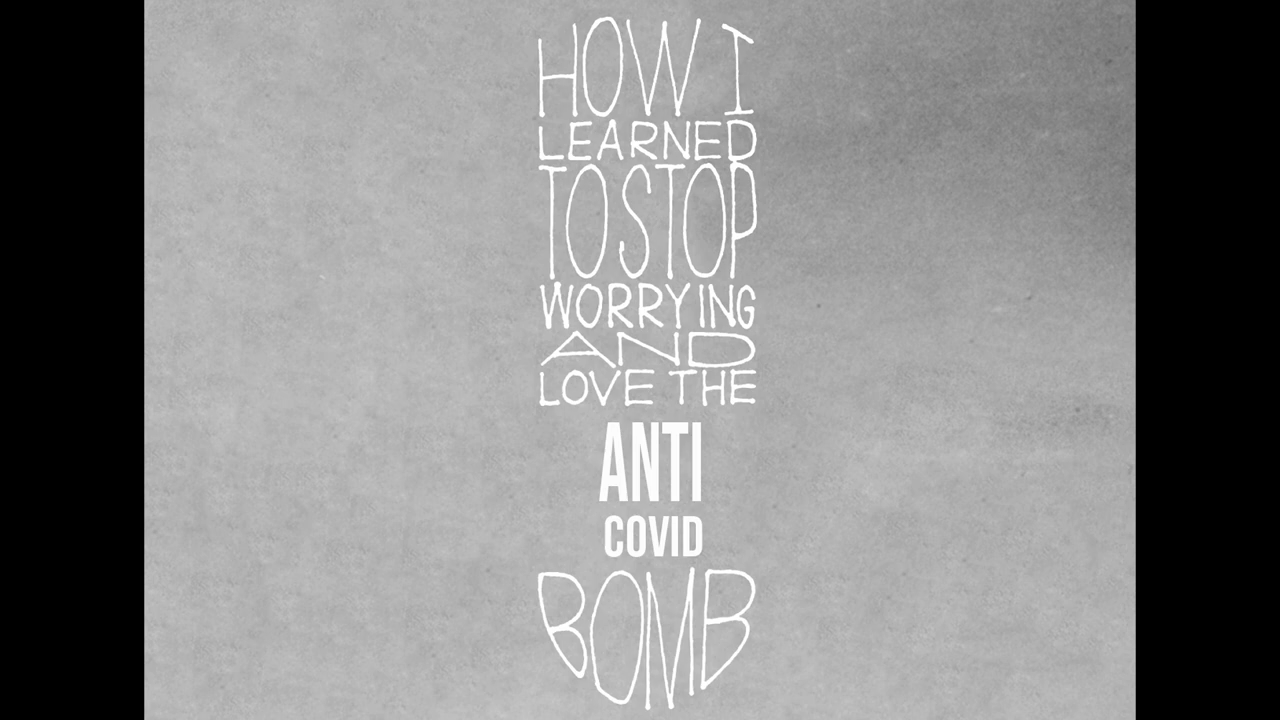 HOW I
LEARNED
TO STOP
WORRYING
AND
LOVE THE
ANTI
COVID
BOMB